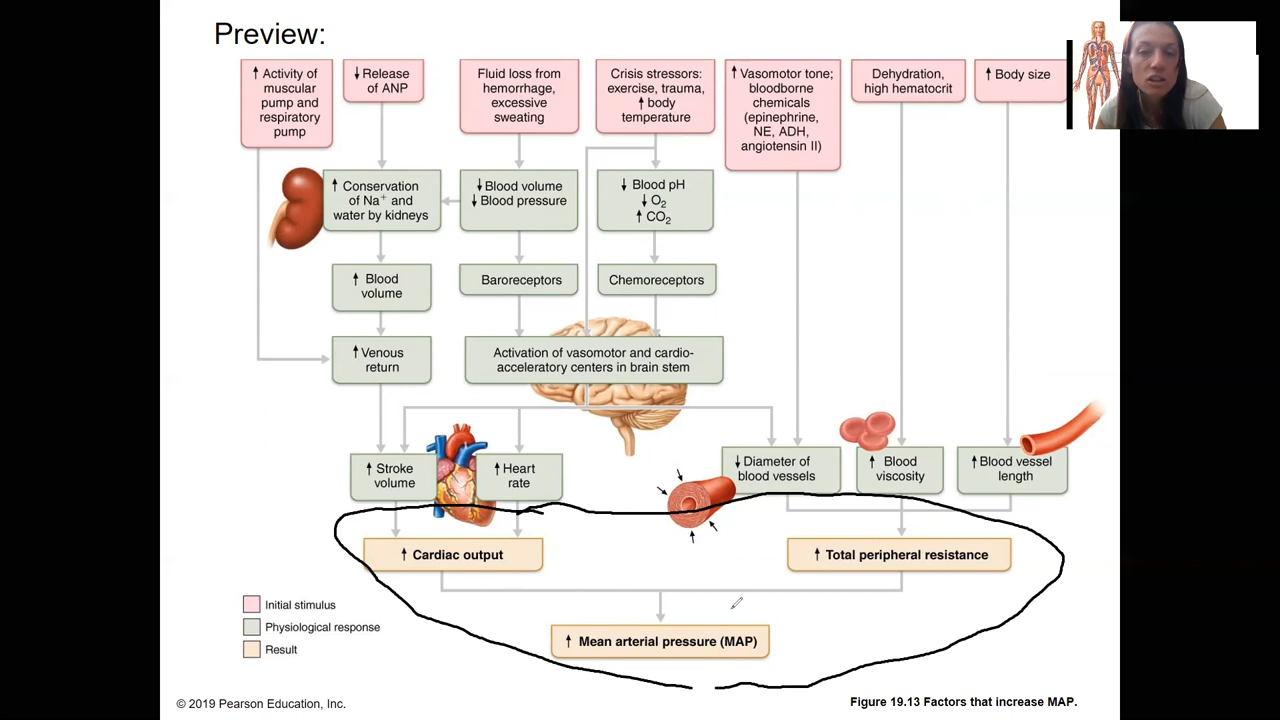 Preview:
↑ Activity of
muscular
pump and
respiratory
pump
↓ Release
of ANP
Fluid loss from
hemorrhage,
excessive
sweating
Crisis stressors:
exercise, trauma,
↑ body
temperature
↑ Vasomotor tone;
bloodborne
chemicals
(epinephrine,
NE, ADH,
angiotensin II)
Dehydration,
high hematocrit
↑ Body size
↑ Conservation
of Na⁺ and
water by kidneys
↓ Blood volume
↓ Blood pressure
↓ Blood pH
↓ O₂
↑ CO₂
↑ Blood
volume
Baroreceptors
Chemoreceptors
↑ Venous
return
Activation of vasomotor and cardio-
acceleratory centers in brain stem
↑ Stroke
volume
↑ Heart
rate
↓ Diameter of
blood vessels
↑ Blood
viscosity
↑ Blood vessel
length
↑ Cardiac output
↑ Total peripheral resistance
↑ Mean arterial pressure (MAP)
Initial stimulus
Physiological response
Result
© 2019 Pearson Education, Inc.
Figure 19.13 Factors that increase MAP.